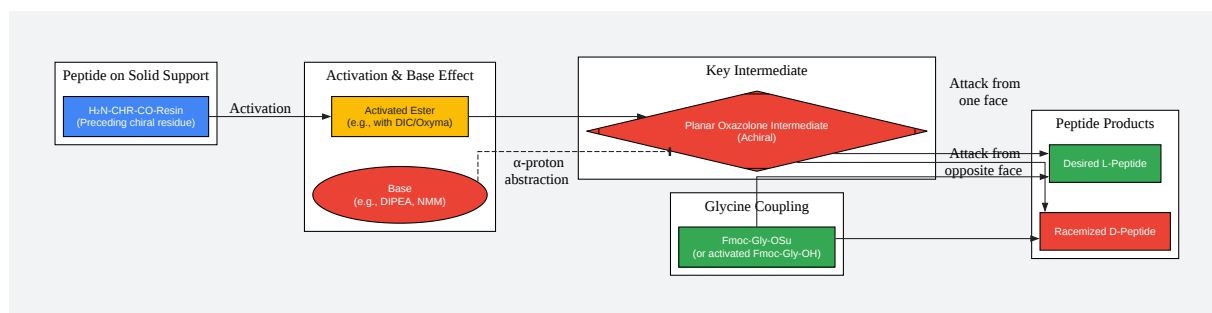 Peptide on Solid Support
H₂N-CHR-CO-Resin
(Preceding chiral residue)
Activation
Activation & Base Effect
Activated Ester
(e.g., with DIC/Oxyma)
Base
(e.g., DIPEA, NMM)
α-proton
abstraction
Key Intermediate
Planar Oxazolone Intermediate
(Achiral)
Glycine Coupling
Fmoc-Gly-OSu
(or activated Fmoc-Gly-OH)
Attack from
one face
Attack from
opposite face
Peptide Products
Desired L-Peptide
Racemized D-Peptide